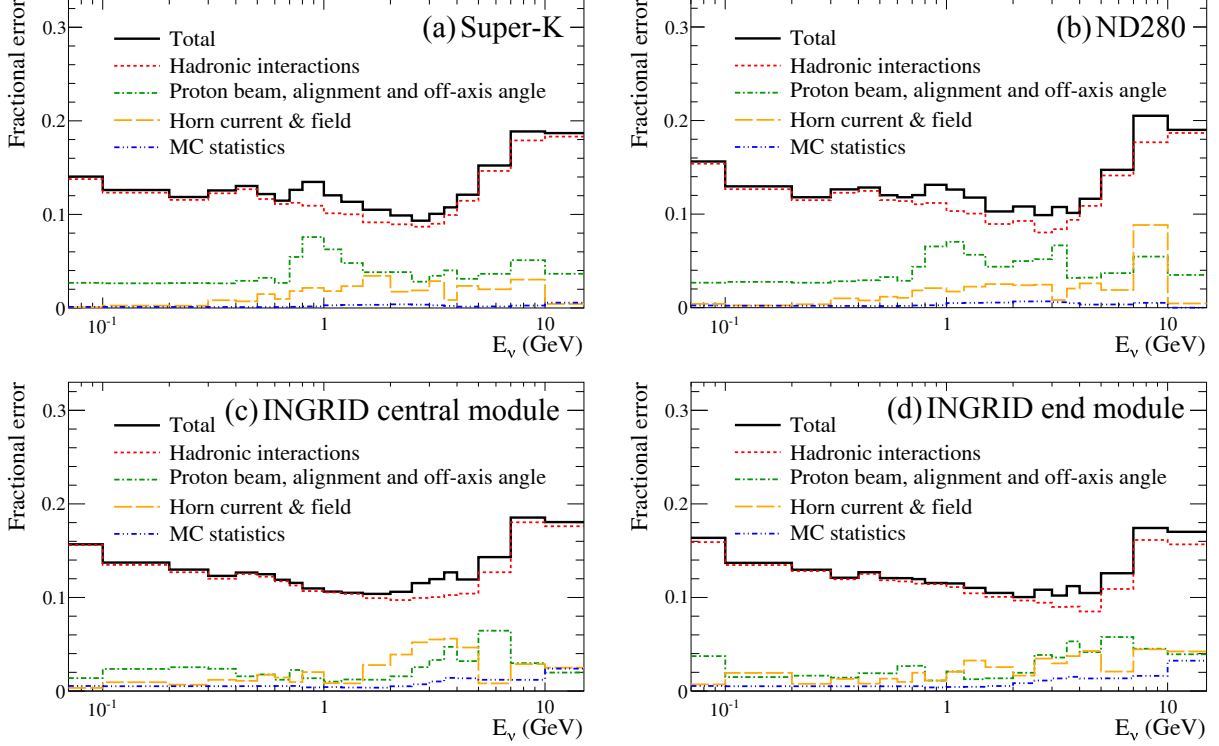 (a) Super-K
Fractional error
0.3
0.2
0.1
0
Total
Hadronic interactions
Proton beam, alignment and off-axis angle
Horn current & field
MC statistics
10⁻¹ 1 10
Eν (GeV)
(b) ND280
Fractional error
0.3
0.2
0.1
0
Total
Hadronic interactions
Proton beam, alignment and off-axis angle
Horn current & field
MC statistics
10⁻¹ 1 10
Eν (GeV)
(c) INGRID central module
Fractional error
0.3
0.2
0.1
0
Total
Hadronic interactions
Proton beam, alignment and off-axis angle
Horn current & field
MC statistics
10⁻¹ 1 10
Eν (GeV)
(d) INGRID end module
Fractional error
0.3
0.2
0.1
0
Total
Hadronic interactions
Proton beam, alignment and off-axis angle
Horn current & field
MC statistics
10⁻¹ 1 10
Eν (GeV)